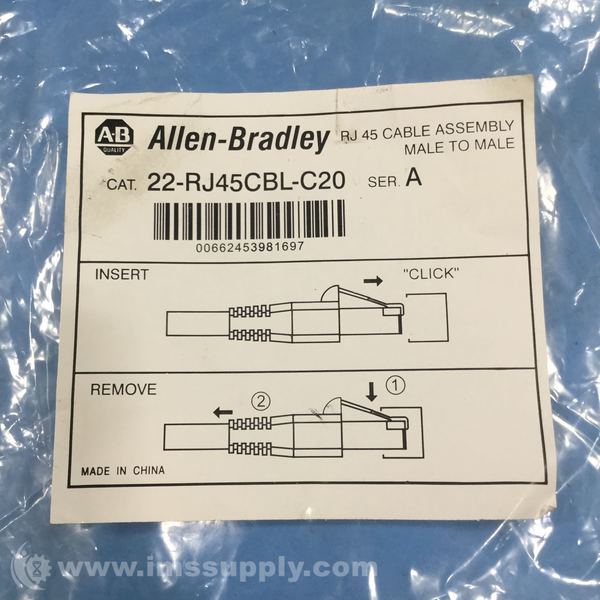 A-B
QUALITY
Allen-Bradley
RJ 45 CABLE ASSEMBLY
MALE TO MALE
CAT. 22-RJ45CBL-C20 SER. A
00662453981697
INSERT
"CLICK"
REMOVE
1
2
MADE IN CHINA
www.imssupply.com